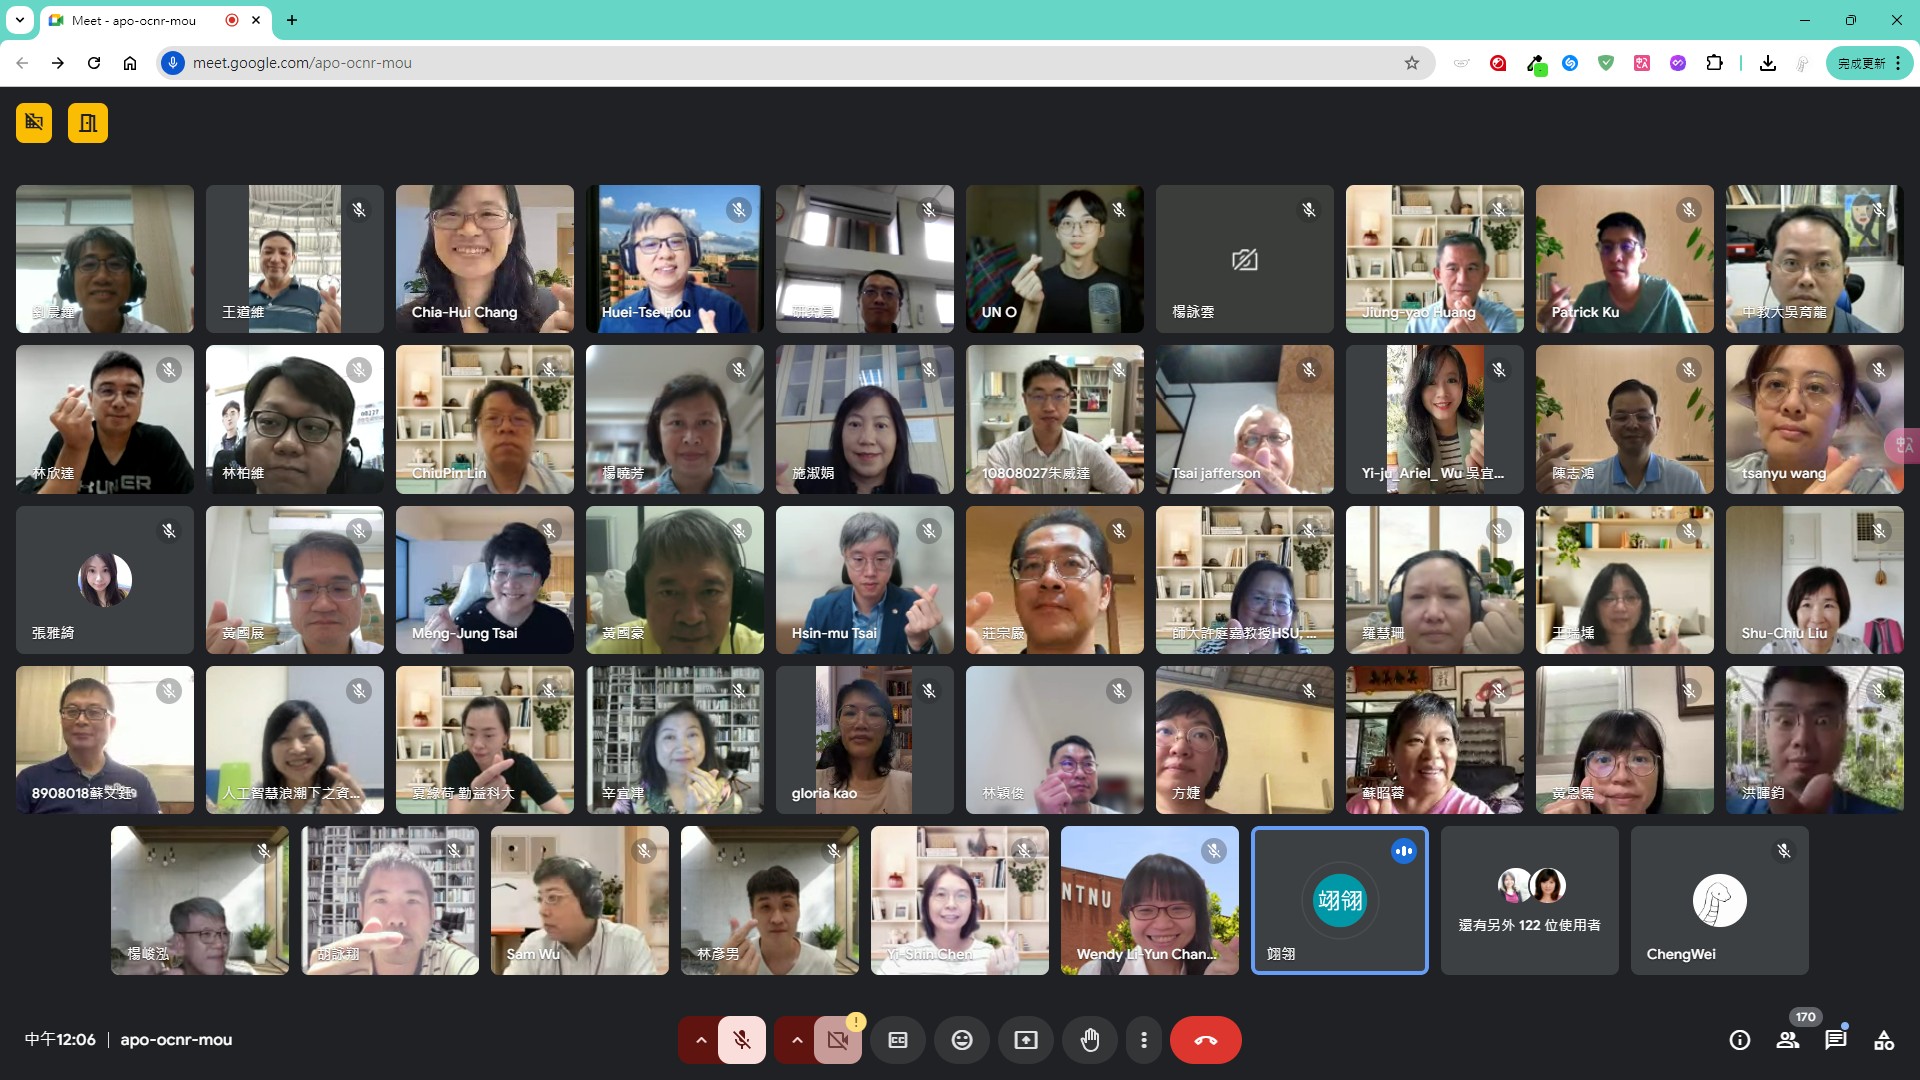 Meet - apo-ocnr-mou
meet.google.com/apo-ocnr-mou
完成更新
王道維
Chia-Hui Chang
Huei-Tse Hou
UN O
楊詠雲
Jiung-yao Huang
Patrick Ku
中教大吳育龍
林欣達
林柏維
ChiuPin Lin
楊曉芳
施淑娟
10808027朱威達
Tsai jafferson
Yi-ju_Ariel_ Wu 吳宜...
陳志鴻
tsanyu wang
張雅綺
黃國展
Meng-Jung Tsai
黃國豪
Hsin-mu Tsai
莊宗嚴
師大許庭嘉教授HSU, ...
羅慧珊
王瑞壎
Shu-Chiu Liu
8908018蘇文鈺
人工智慧浪潮下之資...
夏綠荷 勤益科大
辛宜津
gloria kao
林穎俊
方婕
蘇昭蓉
黃恩霈
洪暉鈞
楊峻泓
胡詠翔
Sam Wu
林彥男
Yi-Shin Chen
NTNU
Wendy Li-Yun Chan...
翊翎
翊翎
還有另外 122 位使用者
ChengWei
中午12:06
apo-ocnr-mou
170